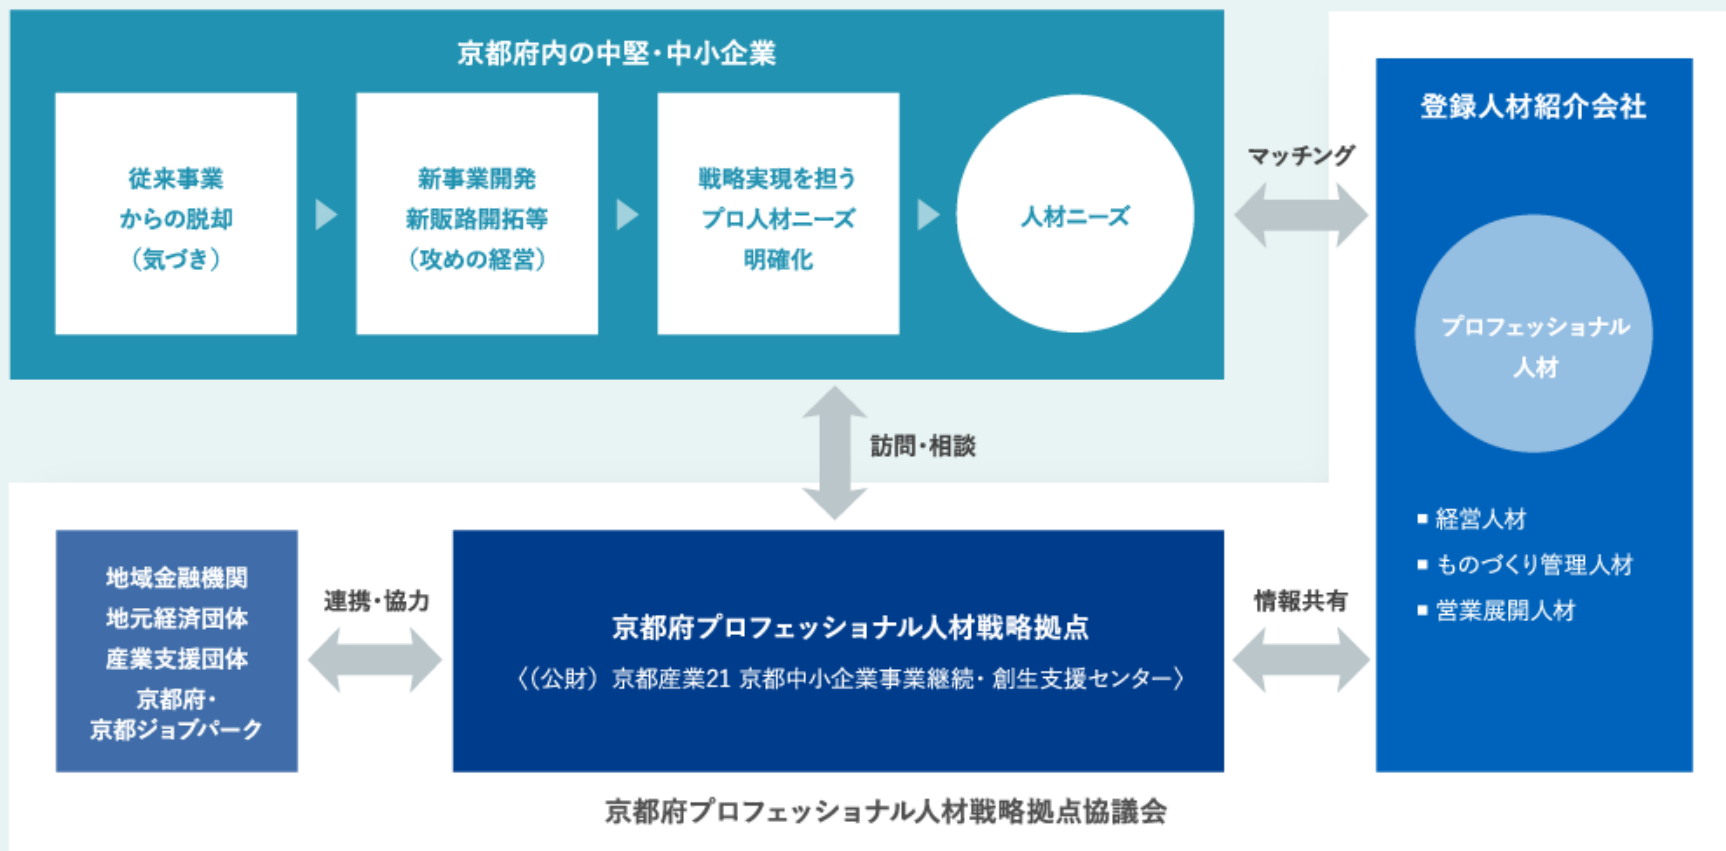 京都府内の中堅・中小企業
従来事業
からの脱却
（気づき）
新事業開発
新販路開拓等
（攻めの経営）
戦略実現を担う
プロ人材ニーズ
明確化
人材ニーズ
マッチング
登録人材紹介会社
プロフェッショナル
人材
■ 経営人材
■ ものづくり管理人材
■ 営業展開人材
訪問・相談
地域金融機関
地元経済団体
産業支援団体
京都府・
京都ジョブパーク
連携・協力
京都府プロフェッショナル人材戦略拠点
〈（公財）京都産業21 京都中小企業事業継続・創生支援センター〉
情報共有
京都府プロフェッショナル人材戦略拠点協議会